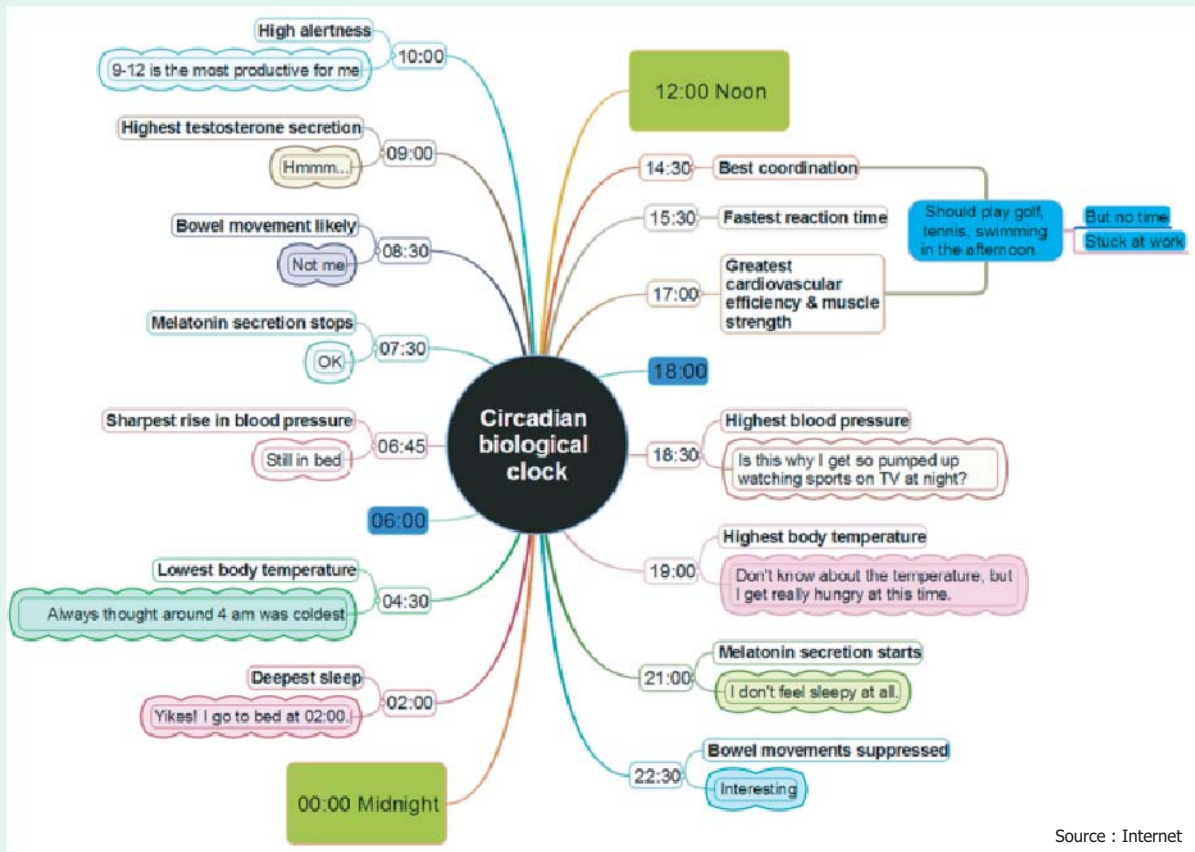 High alertness
10:00
9-12 is the most productive for me
Highest testosterone secretion
09:00
Hmmm...
Bowel movement likely
08:30
Not me
Melatonin secretion stops
07:30
OK
Sharpest rise in blood pressure
06:45
Still in bed
06:00
Lowest body temperature
04:30
Always thought around 4 am was coldest
Deepest sleep
02:00
Yikes! I go to bed at 02:00.
00:00 Midnight
Circadian
biological
clock
12:00 Noon
14:30
Best coordination
15:30
Fastest reaction time
17:00
Greatest
cardiovascular
efficiency & muscle
strength
Should play golf,
tennis, swimming
in the afternoon.
But no time
Stuck at work
18:00
Highest blood pressure
18:30
Is this why I get so pumped up
watching sports on TV at night?
Highest body temperature
19:00
Don't know about the temperature, but
I get really hungry at this time.
Melatonin secretion starts
21:00
I don't feel sleepy at all.
Bowel movements suppressed
22:30
Interesting
Source : Internet